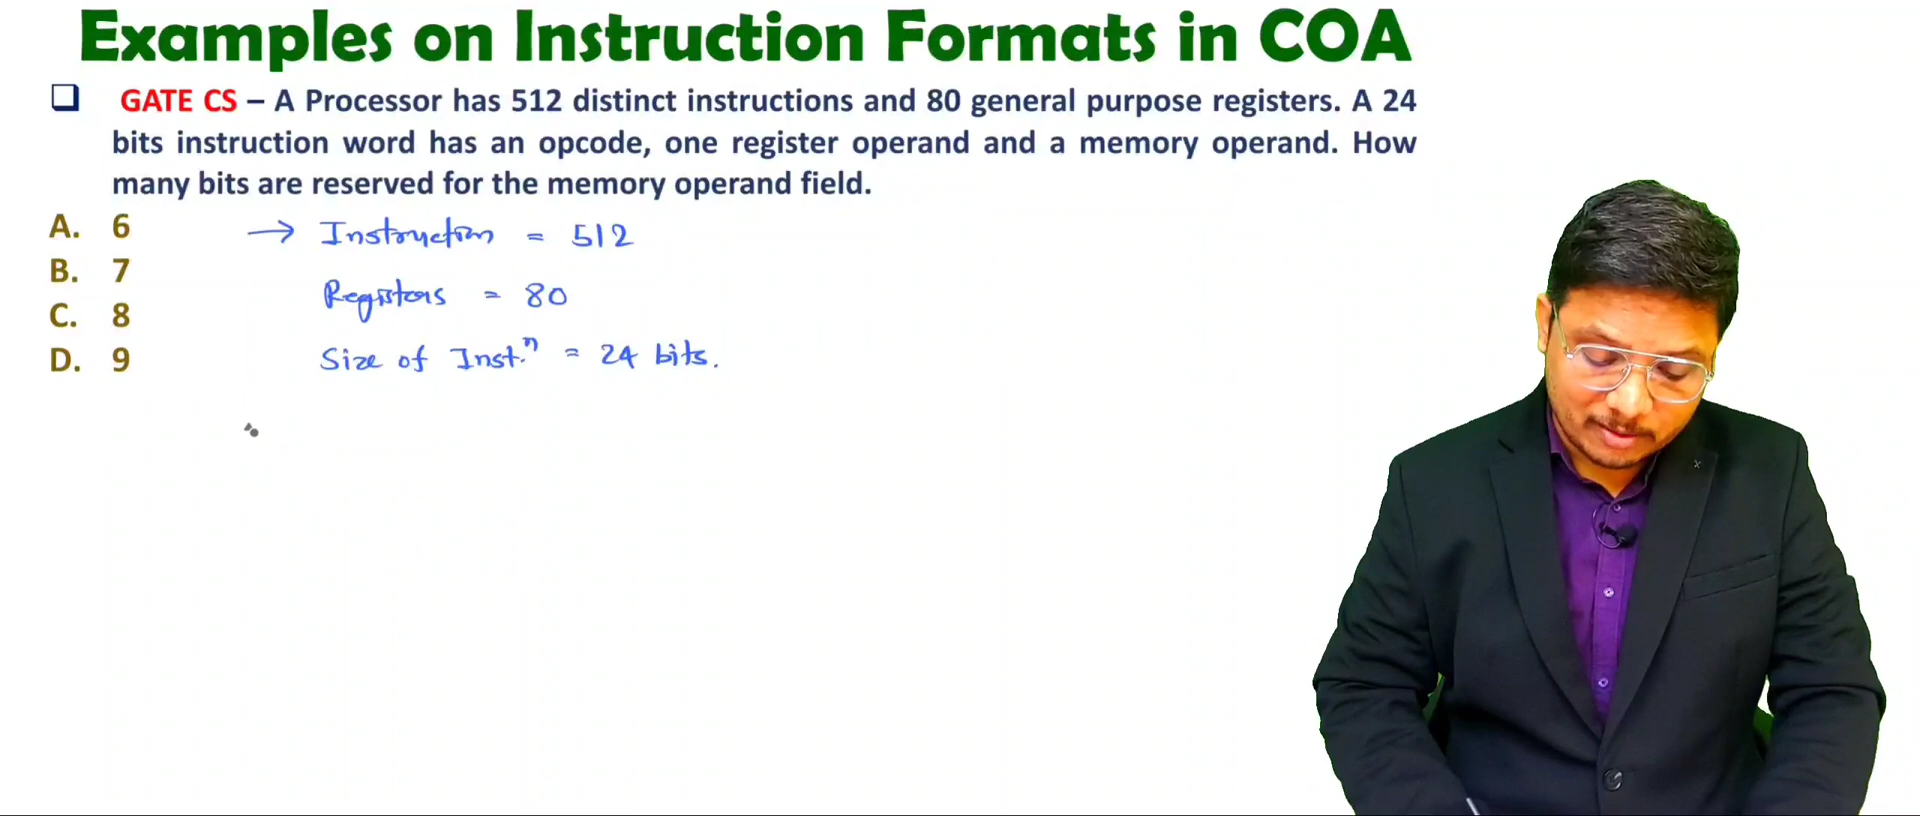 Examples on Instruction Formats in COA
GATE CS – A Processor has 512 distinct instructions and 80 general purpose registers. A 24
bits instruction word has an opcode, one register operand and a memory operand. How
many bits are reserved for the memory operand field.
A. 6
B. 7
C. 8
D. 9
→ Instruction = 512
Registers = 80
Size of Inst.ⁿ = 24 bits.